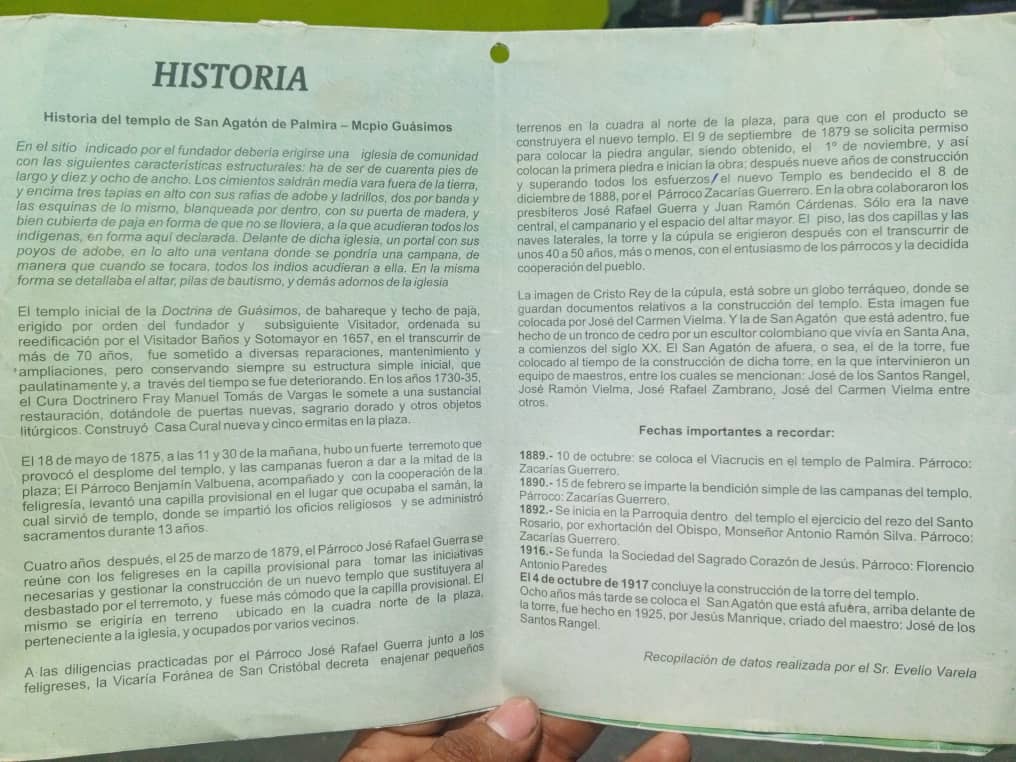 HISTORIA
Historia del templo de San Agatón de Palmira – Mcpio Guásimos
En el sitio indicado por el fundador debería erigirse una iglesia de comunidad
con las siguientes características estructurales: ha de ser de cuarenta pies de
largo y diez y ocho de ancho. Los cimientos saldrán media vara fuera de la tierra,
y encima tres tapias en alto con sus rafias de adobe y ladrillos, dos por banda y
las esquinas de lo mismo, blanqueada por dentro, con su puerta de madera, y
bien cubierta de paja en forma de que no se lloviera, a la que acudieran todos los
indígenas, en forma aquí declarada. Delante de dicha iglesia, un portal con sus
poyos de adobe, en lo alto una ventana donde se pondría una campana, de
manera que cuando se tocara, todos los indios acudieran a ella. En la misma
forma se detallaba el altar, pilas de bautismo, y demás adornos de la iglesia
El templo inicial de la Doctrina de Guásimos, de bahareque y techo de paja,
erigido por orden del fundador y subsiguiente Visitador, ordenada su
reedificación por el Visitador Baños y Sotomayor en 1657, en el transcurrir de
más de 70 años, fue sometido a diversas reparaciones, mantenimiento y
ampliaciones, pero conservando siempre su estructura simple inicial, que
paulatinamente y, a través del tiempo se fue deteriorando. En los años 1730-35,
el Cura Doctrinero Fray Manuel Tomás de Vargas le somete a una sustancial
restauración, dotándole de puertas nuevas, sagrario dorado y otros objetos
litúrgicos. Construyó Casa Cural nueva y cinco ermitas en la plaza.
El 18 de mayo de 1875, a las 11 y 30 de la mañana, hubo un fuerte terremoto que
provocó el desplome del templo, y las campanas fueron a dar a la mitad de la
plaza; El Párroco Benjamín Valbuena, acompañado y con la cooperación de la
feligresía, levantó una capilla provisional en el lugar que ocupaba el samán, la
cual sirvió de templo, donde se impartió los oficios religiosos y se administró
sacramentos durante 13 años.
Cuatro años después, el 25 de marzo de 1879, el Párroco José Rafael Guerra se
reúne con los feligreses en la capilla provisional para tomar las iniciativas
necesarias y gestionar la construcción de un nuevo templo que sustituyera al
desbastado por el terremoto, y fuese más cómodo que la capilla provisional. El
mismo se erigiría en terreno ubicado en la cuadra norte de la plaza,
perteneciente a la iglesia, y ocupados por varios vecinos.
A las diligencias practicadas por el Párroco José Rafael Guerra junto a los
feligreses, la Vicaría Foránea de San Cristóbal decreta enajenar pequeños
terrenos en la cuadra al norte de la plaza, para que con el producto se
construyera el nuevo templo. El 9 de septiembre de 1879 se solicita permiso
para colocar la piedra angular, siendo obtenido, el 1º de noviembre, y así
colocan la primera piedra e inician la obra; después nueve años de construcción
y superando todos los esfuerzos, el nuevo Templo es bendecido el 8 de
diciembre de 1888, por el Párroco Zacarías Guerrero. En la obra colaboraron los
presbíteros José Rafael Guerra y Juan Ramón Cárdenas. Sólo era la nave
central, el campanario y el espacio del altar mayor. El piso, las dos capillas y las
naves laterales, la torre y la cúpula se erigieron después con el transcurrir de
unos 40 a 50 años, más o menos, con el entusiasmo de los párrocos y la decidida
cooperación del pueblo.
La imagen de Cristo Rey de la cúpula, está sobre un globo terráqueo, donde se
guardan documentos relativos a la construcción del templo. Esta imagen fue
colocada por José del Carmen Vielma. Y la de San Agatón que está adentro, fue
hecho de un tronco de cedro por un escultor colombiano que vivía en Santa Ana,
a comienzos del siglo XX. El San Agatón de afuera, o sea, el de la torre, fue
colocado al tiempo de la construcción de dicha torre, en la que intervinieron un
equipo de maestros, entre los cuales se mencionan: José de los Santos Rangel,
José Ramón Vielma, José Rafael Zambrano, José del Carmen Vielma entre
otros.
Fechas importantes a recordar:
1889.- 10 de octubre: se coloca el Viacrucis en el templo de Palmira. Párroco:
Zacarías Guerrero.
1890.- 15 de febrero se imparte la bendición simple de las campanas del templo.
Párroco: Zacarías Guerrero.
1892.- Se inicia en la Parroquia dentro del templo el ejercicio del rezo del Santo
Rosario, por exhortación del Obispo, Monseñor Antonio Ramón Silva. Párroco:
Zacarías Guerrero.
1916.- Se funda la Sociedad del Sagrado Corazón de Jesús. Párroco: Florencio
Antonio Paredes
El 4 de octubre de 1917 concluye la construcción de la torre del templo.
Ocho años más tarde se coloca el San Agatón que está afuera, arriba delante de
la torre, fue hecho en 1925, por Jesús Manrique, criado del maestro: José de los
Santos Rangel.
Recopilación de datos realizada por el Sr. Evelio Varela